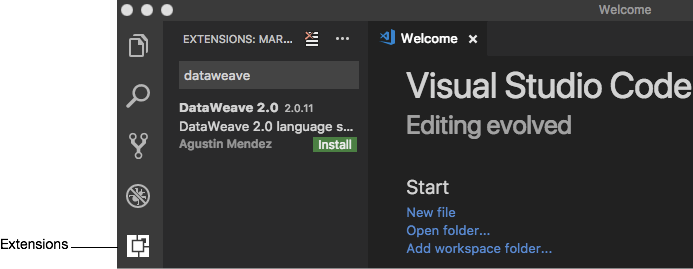 Welcome
EXTENSIONS: MAR...
Welcome
dataweave
DataWeave 2.0 2.0.11
DataWeave 2.0 language s...
Agustin Mendez Install
Visual Studio Code
Editing evolved
Start
New file
Open folder...
Add workspace folder...
Extensions